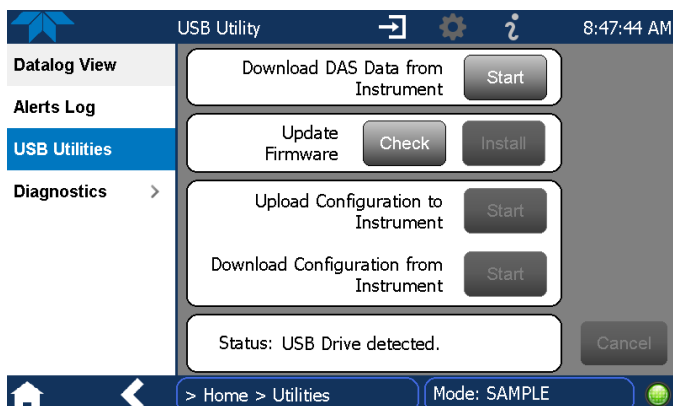 USB Utility
8:47:44 AM
Datalog View
Alerts Log
USB Utilities
Diagnostics >
Download DAS Data from
Instrument
Start
Update
Firmware
Check
Install
Upload Configuration to
Instrument
Start
Download Configuration from
Instrument
Start
Status: USB Drive detected.
Cancel
> Home > Utilities
Mode: SAMPLE